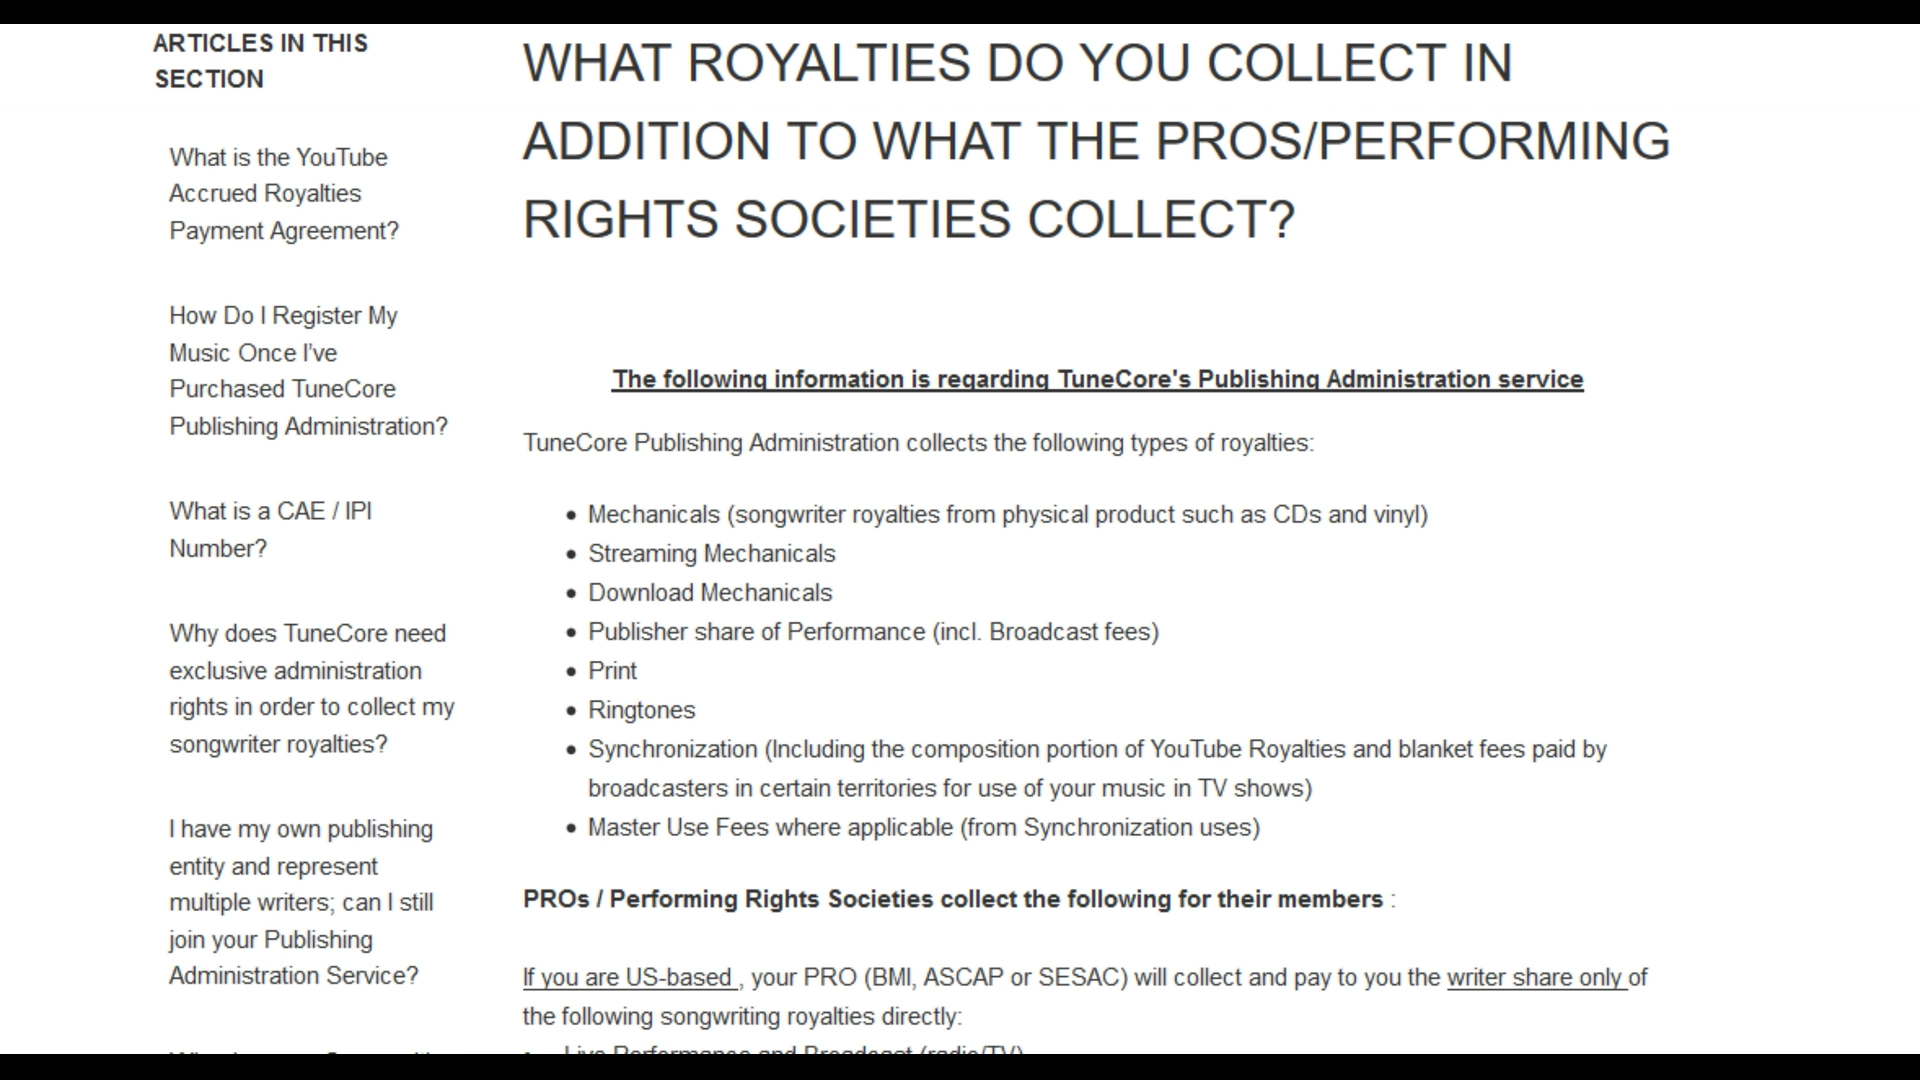 ARTICLES IN THIS
SECTION
What is the YouTube
Accrued Royalties
Payment Agreement?
How Do I Register My
Music Once I've
Purchased TuneCore
Publishing Administration?
What is a CAE / IPI
Number?
Why does TuneCore need
exclusive administration
rights in order to collect my
songwriter royalties?
I have my own publishing
entity and represent
multiple writers; can I still
join your Publishing
Administration Service?
WHAT ROYALTIES DO YOU COLLECT IN
ADDITION TO WHAT THE PROS/PERFORMING
RIGHTS SOCIETIES COLLECT?
The following information is regarding TuneCore's Publishing Administration service
TuneCore Publishing Administration collects the following types of royalties:
• Mechanicals (songwriter royalties from physical product such as CDs and vinyl)
• Streaming Mechanicals
• Download Mechanicals
• Publisher share of Performance (incl. Broadcast fees)
• Print
• Ringtones
• Synchronization (Including the composition portion of YouTube Royalties and blanket fees paid by
broadcasters in certain territories for use of your music in TV shows)
• Master Use Fees where applicable (from Synchronization uses)
PROs / Performing Rights Societies collect the following for their members :
If you are US-based , your PRO (BMI, ASCAP or SESAC) will collect and pay to you the writer share only of
the following songwriting royalties directly:
Live Performance and Broadcast (radio/TV)